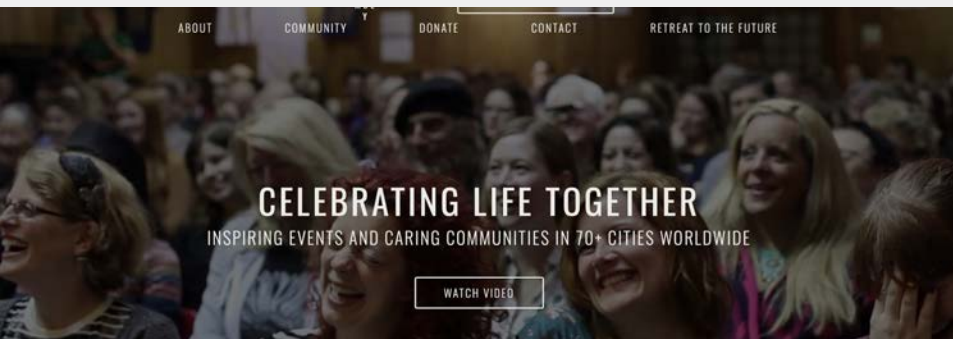 ABOUT COMMUNITY DONATE CONTACT RETREAT TO THE FUTURE
CELEBRATING LIFE TOGETHER
INSPIRING EVENTS AND CARING COMMUNITIES IN 70+ CITIES WORLDWIDE
WATCH VIDEO